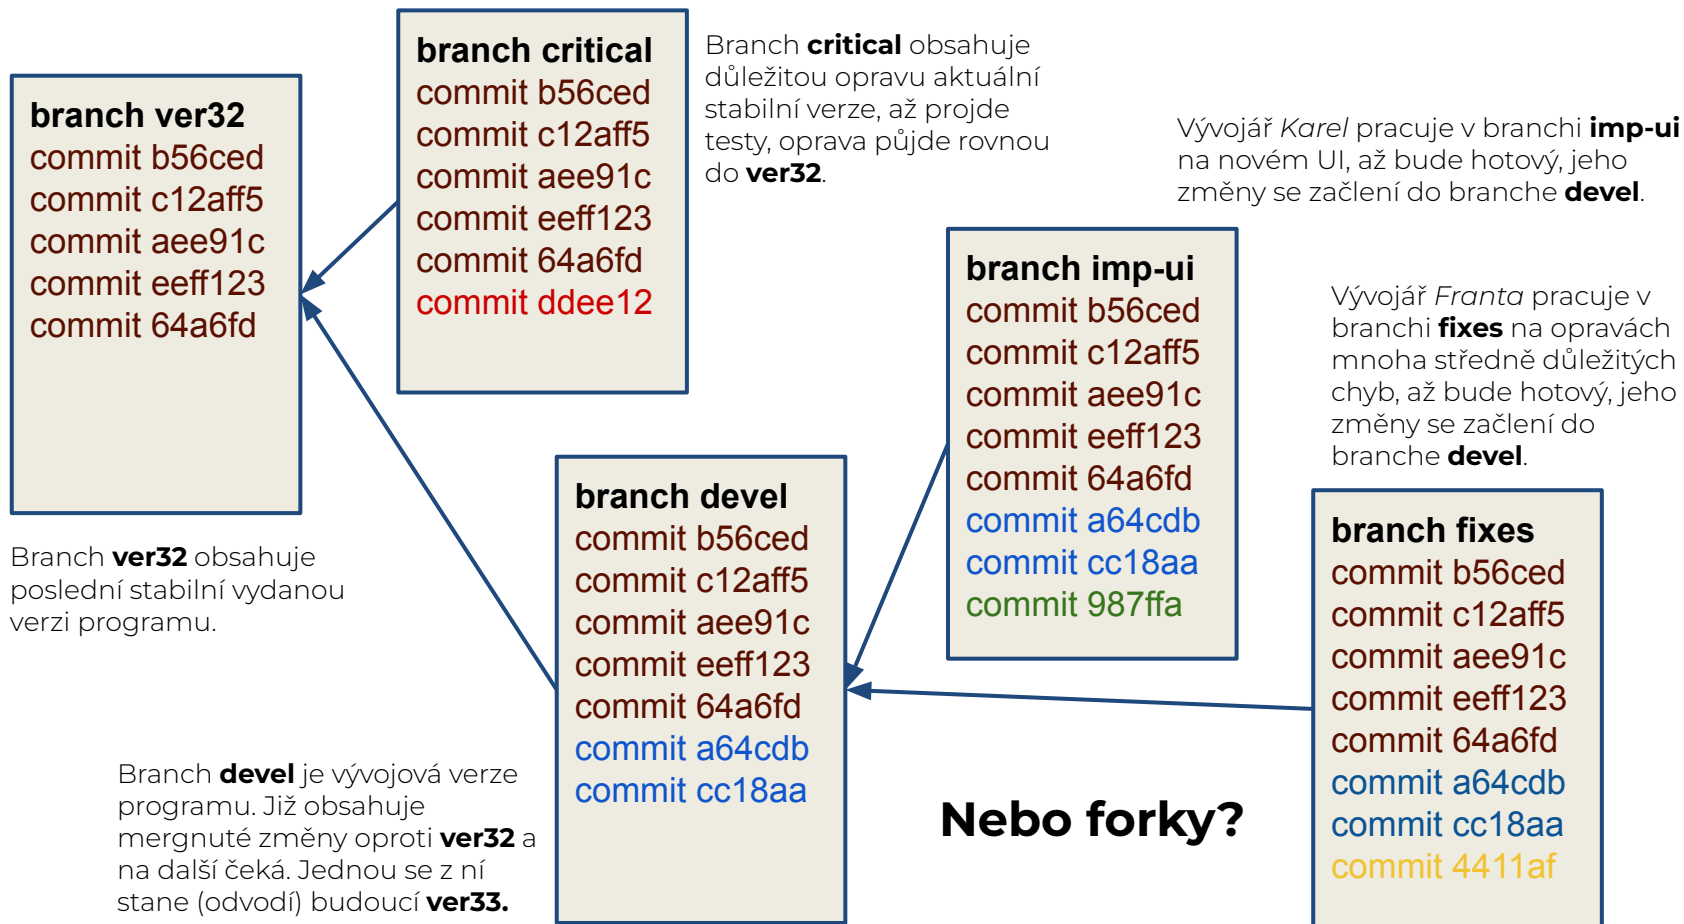 branch ver32
commit b56ced
commit c12aff5
commit aee91c
commit eeff123
commit 64a6fd
Branch ver32 obsahuje
poslední stabilní vydanou
verzi programu.
branch critical
commit b56ced
commit c12aff5
commit aee91c
commit eeff123
commit 64a6fd
commit ddee12
Branch critical obsahuje
důležitou opravu aktuální
stabilní verze, až projde
testy, oprava půjde rovnou
do ver32.
Vývojář Karel pracuje v branchi imp-ui
na novém UI, až bude hotový, jeho
změny se začlení do branche devel.
branch imp-ui
commit b56ced
commit c12aff5
commit aee91c
commit eeff123
commit 64a6fd
commit a64cdb
commit cc18aa
commit 987ffa
Vývojář Franta pracuje v
branchi fixes na opravách
mnoha středně důležitých
chyb, až bude hotový, jeho
změny se začlení do
branche devel.
branch devel
commit b56ced
commit c12aff5
commit aee91c
commit eeff123
commit 64a6fd
commit a64cdb
commit cc18aa
Branch devel je vývojová verze
programu. Již obsahuje
mergnuté změny oproti ver32 a
na další čeká. Jednou se z ní
stane (odvodí) budoucí ver33.
Nebo forky?
branch fixes
commit b56ced
commit c12aff5
commit aee91c
commit eeff123
commit 64a6fd
commit a64cdb
commit cc18aa
commit 4411af